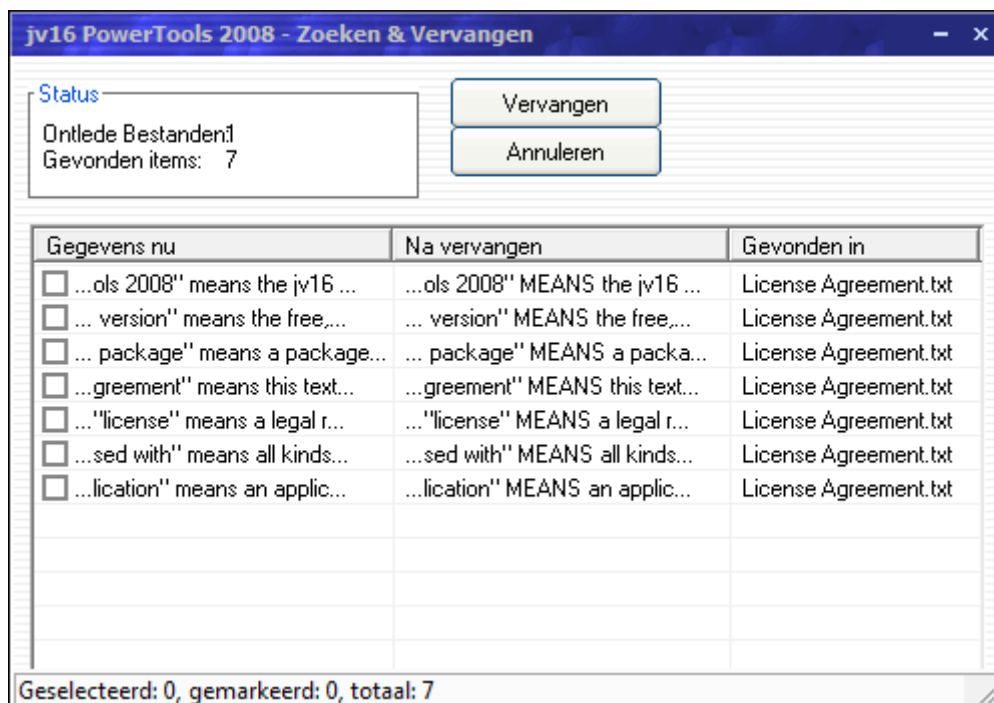 jv16 PowerTools 2008 - Zoeken & Vervangen
Status
Ontlede Bestanden:1
Gevonden items: 7
Vervangen
Annuleren
Gegevens nu Na vervangen Gevonden in
...ols 2008" means the jv16 ... ...ols 2008" MEANS the jv16 ... License Agreement.txt
... version" means the free,... ... version" MEANS the free,... License Agreement.txt
... package" means a package... ... package" MEANS a packa... License Agreement.txt
...greement" means this text... ...greement" MEANS this text... License Agreement.txt
..."license" means a legal r... ..."license" MEANS a legal r... License Agreement.txt
...sed with" means all kinds... ...sed with" MEANS all kinds... License Agreement.txt
...lication" means an applic... ...lication" MEANS an applic... License Agreement.txt
Geselecteerd: 0, gemarkeerd: 0, totaal: 7